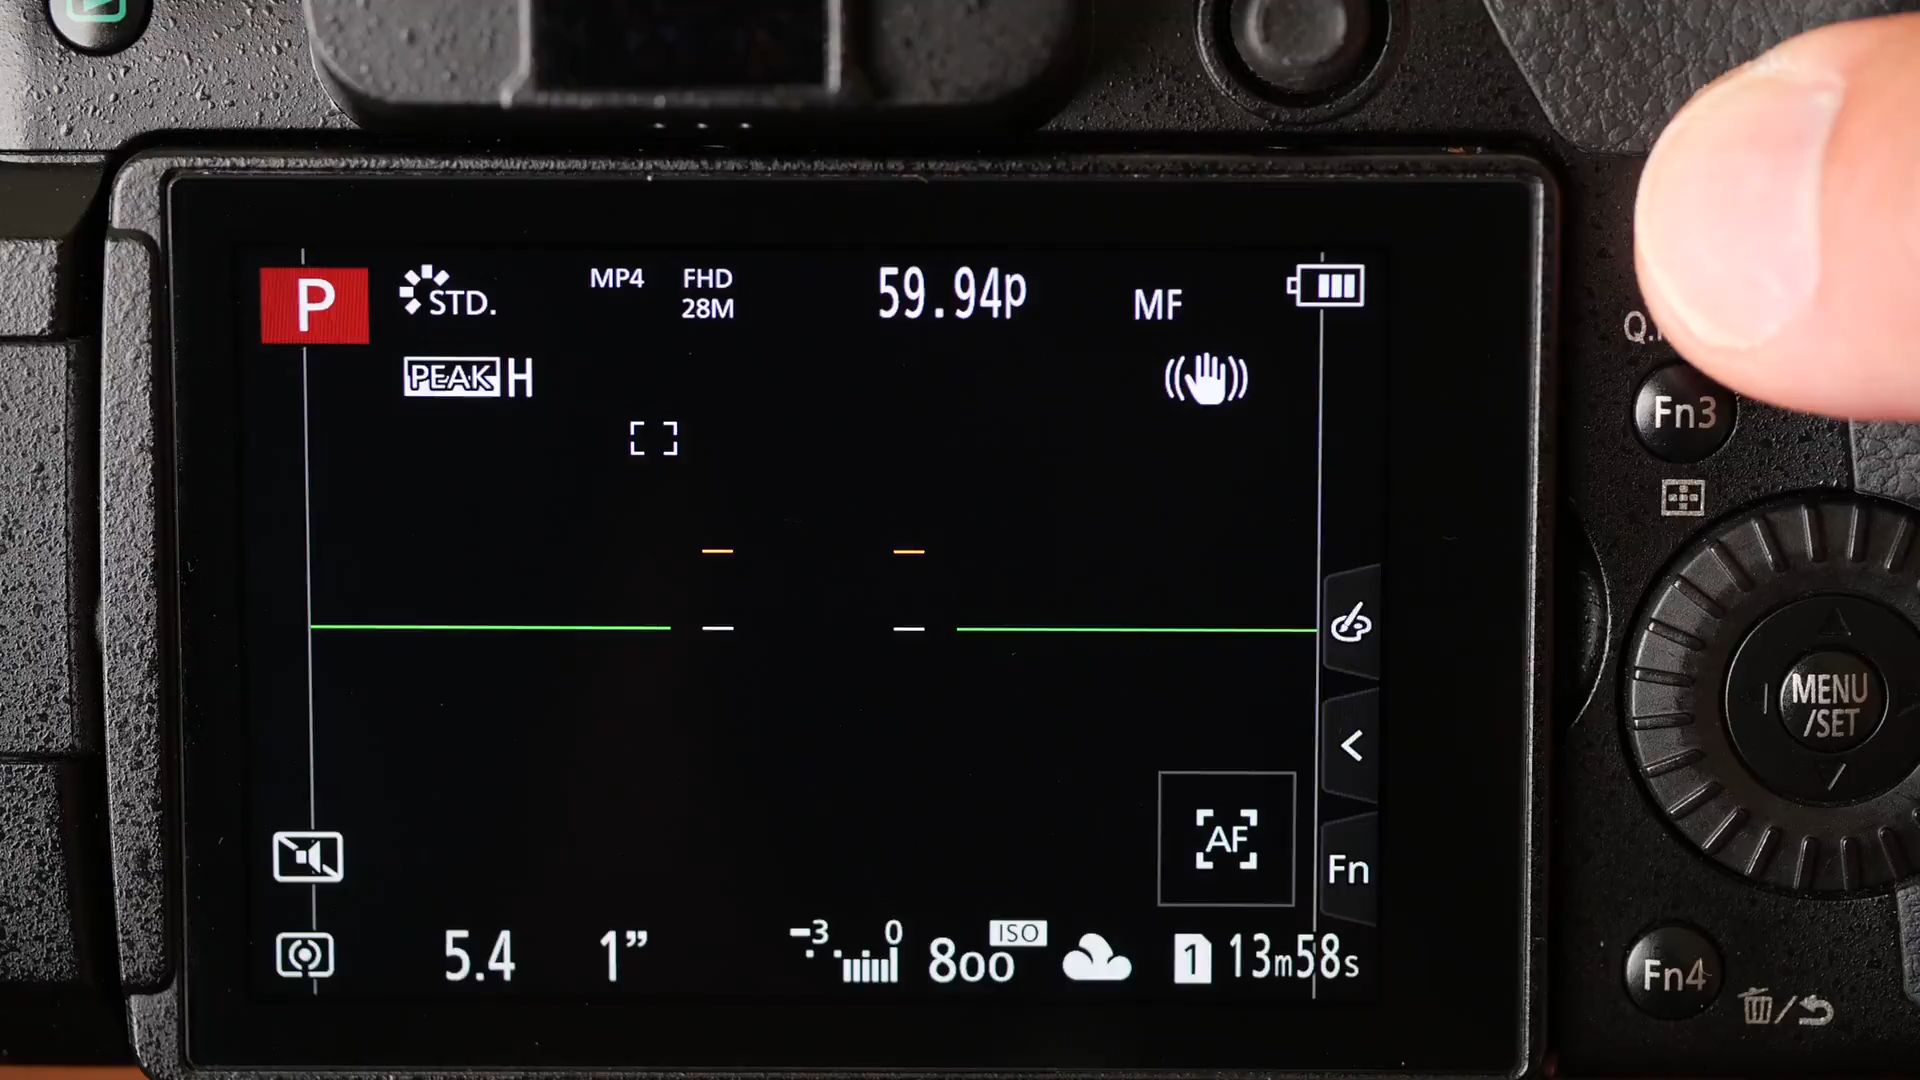 P STD. MP4 FHD 28M 59.94p MF
PEAK H
AF
Fn
5.4 1” −3 0 800 ISO 1 13m58s
Fn3
MENU
/SET
Fn4